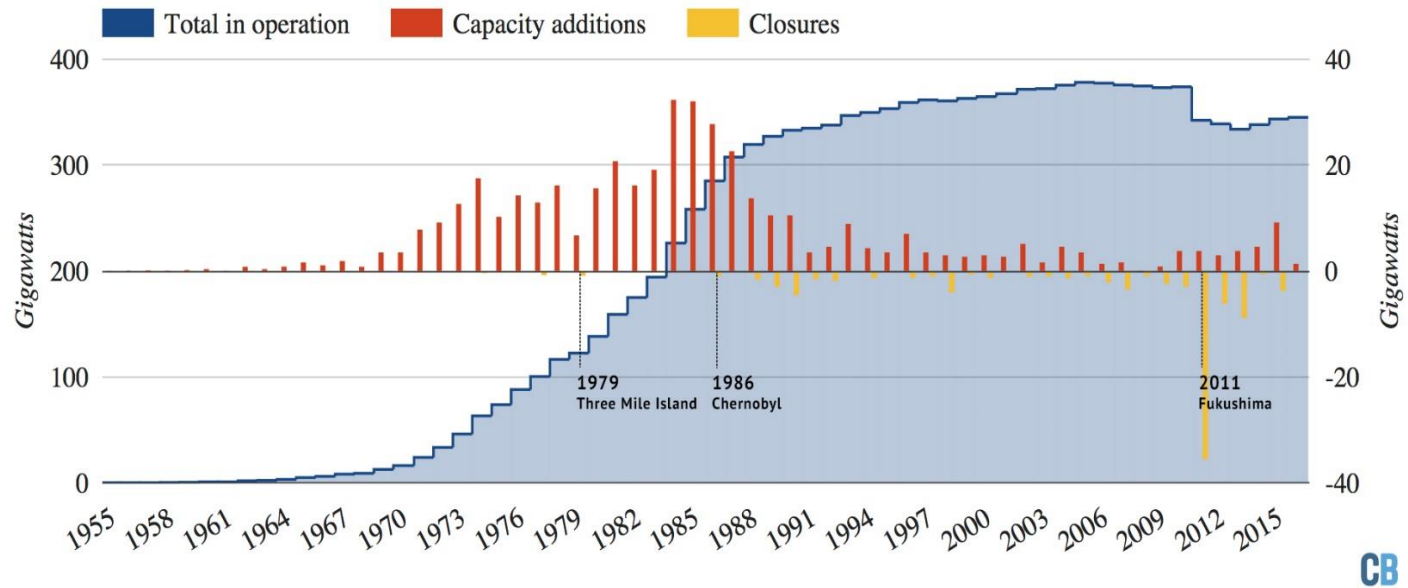 Total in operation Capacity additions Closures
400 40
300 20
200 0
100 -20
0 -40
Gigawatts
Gigawatts
1979
Three Mile Island
1986
Chernobyl
2011
Fukushima
1955 1958 1961 1964 1967 1970 1973 1976 1979 1982 1985 1988 1991 1994 1997 2000 2003 2006 2009 2012 2015
CB